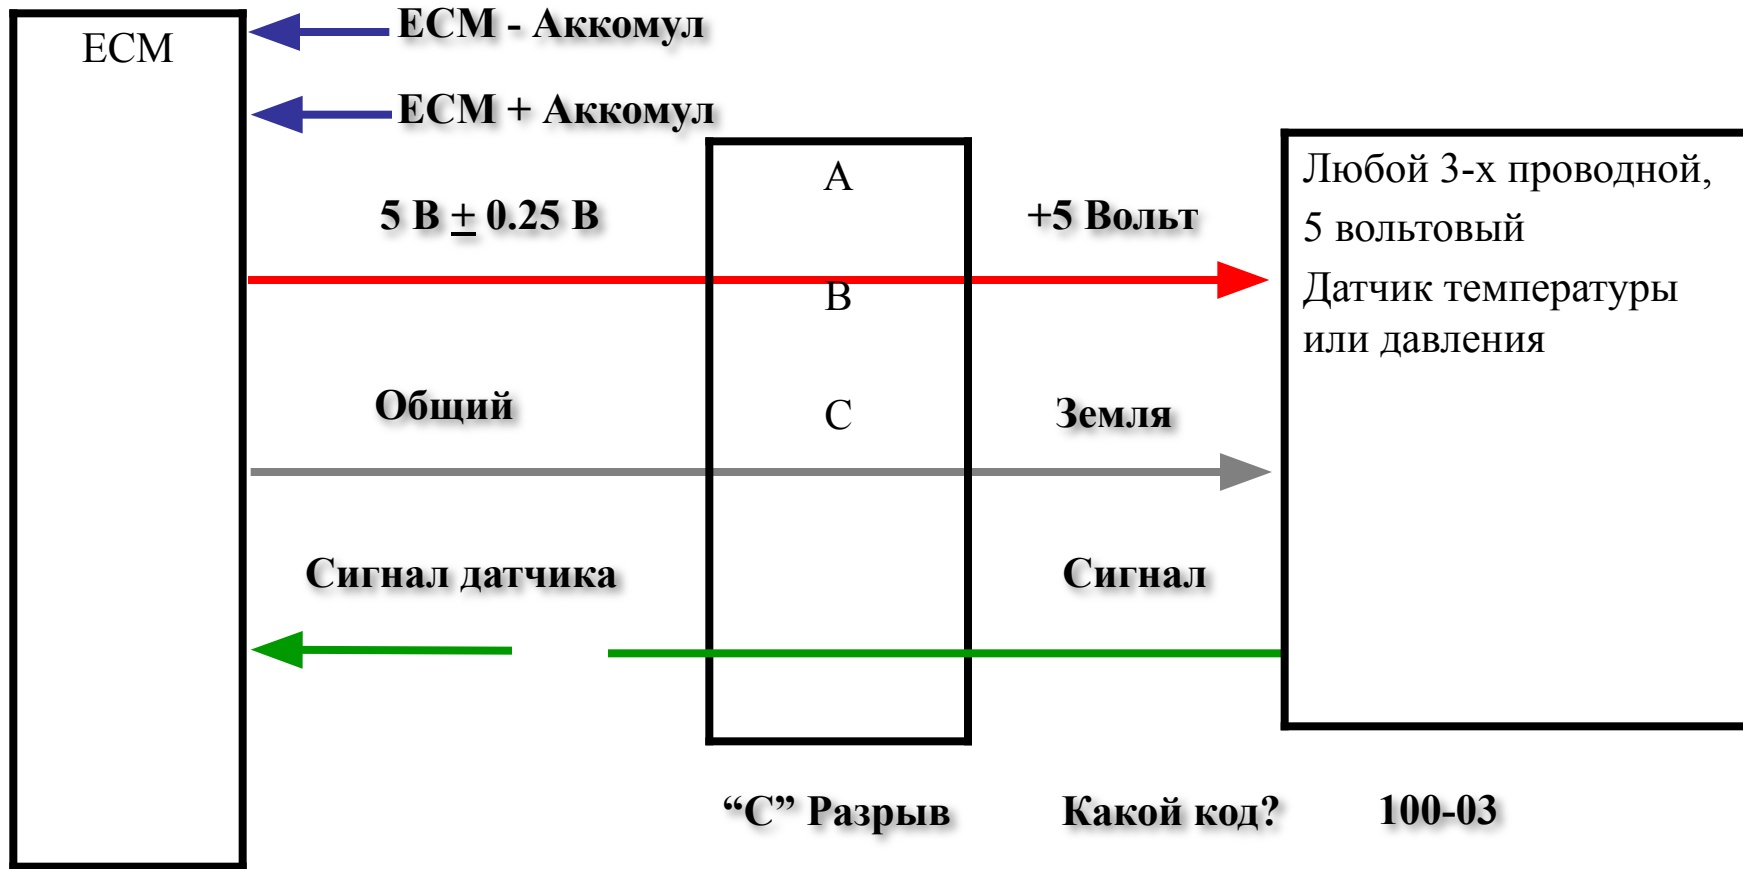 ECM
ECM - Аккомул
ECM + Аккомул
5 В ± 0.25 В
A
+5 Вольт
B
Общий
C
Земля
Сигнал датчика
Сигнал
Любой 3-х проводной,
5 вольтовый
Датчик температуры
или давления
“C” Разрыв
Какой код?
100-03